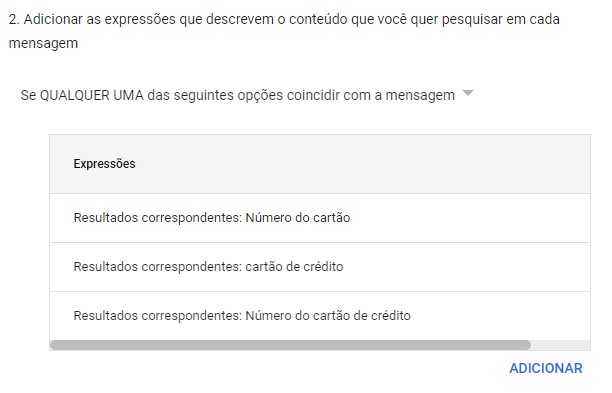 2. Adicionar as expressões que descrevem o conteúdo que você quer pesquisar em cada
mensagem
Se QUALQUER UMA das seguintes opções coincidir com a mensagem
Expressões
Resultados correspondentes: Número do cartão
Resultados correspondentes: cartão de crédito
Resultados correspondentes: Número do cartão de crédito
ADICIONAR